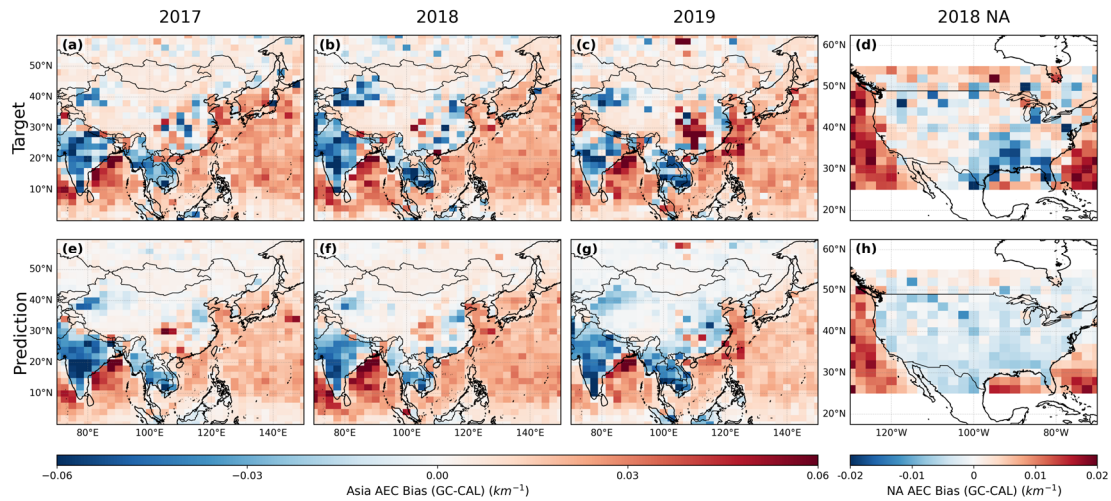 2017 2018 2019 2018 NA
Target
(a) (b) (c) (d)
50°N 60°N
40°N 50°N
30°N 40°N
20°N 30°N
10°N 20°N
Prediction
(e) (f) (g) (h)
50°N 60°N
40°N 50°N
30°N 40°N
20°N 30°N
10°N 20°N
80°E 100°E 120°E 140°E 80°E 100°E 120°E 140°E 80°E 100°E 120°E 140°E 120°W 100°W 80°W
−0.06 −0.03 0.00 0.03 0.06 −0.02 −0.01 0 0.01 0.02
Asia AEC Bias (GC-CAL) (km⁻¹) NA AEC Bias (GC-CAL) (km⁻¹)